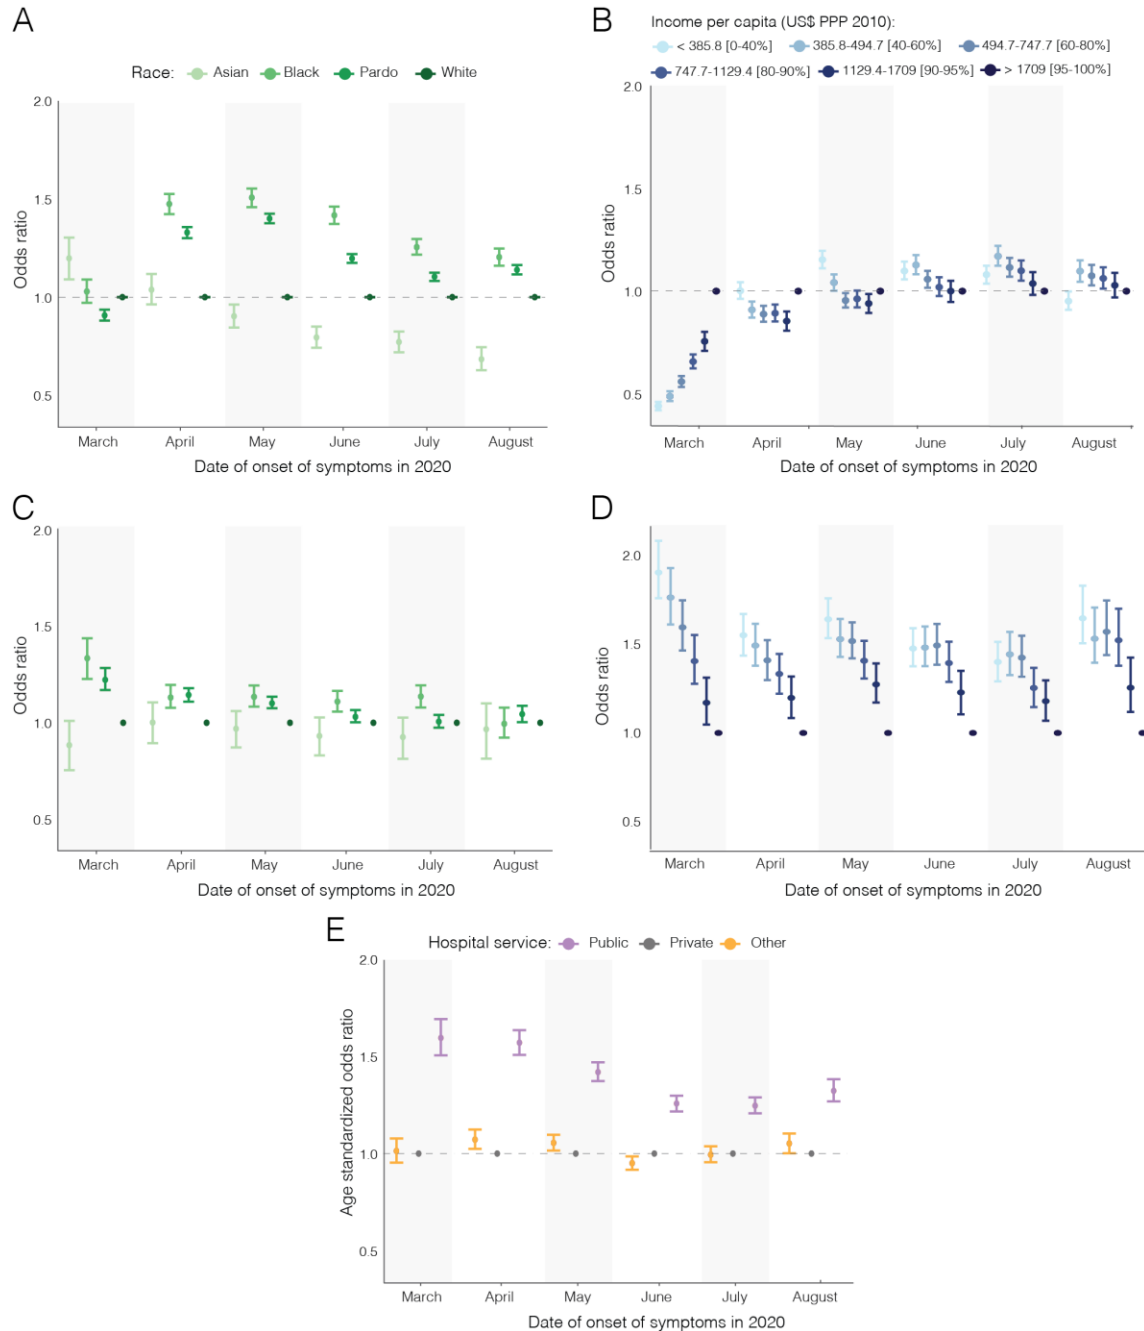 A
Race: Asian Black Pardo White
2.0
1.5
1.0
0.5
Odds ratio
March April May June July August
Date of onset of symptoms in 2020
B
Income per capita (US$ PPP 2010):
< 385.8 [0-40%] 385.8-494.7 [40-60%] 494.7-747.7 [60-80%]
747.7-1129.4 [80-90%] 1129.4-1709 [90-95%] > 1709 [95-100%]
2.0
1.5
1.0
0.5
Odds ratio
March April May June July August
Date of onset of symptoms in 2020
C
2.0
1.5
1.0
0.5
Odds ratio
March April May June July August
Date of onset of symptoms in 2020
D
2.0
1.5
1.0
0.5
Odds ratio
March April May June July August
Date of onset of symptoms in 2020
E
Hospital service: Public Private Other
2.0
1.5
1.0
0.5
Age standardized odds ratio
March April May June July August
Date of onset of symptoms in 2020